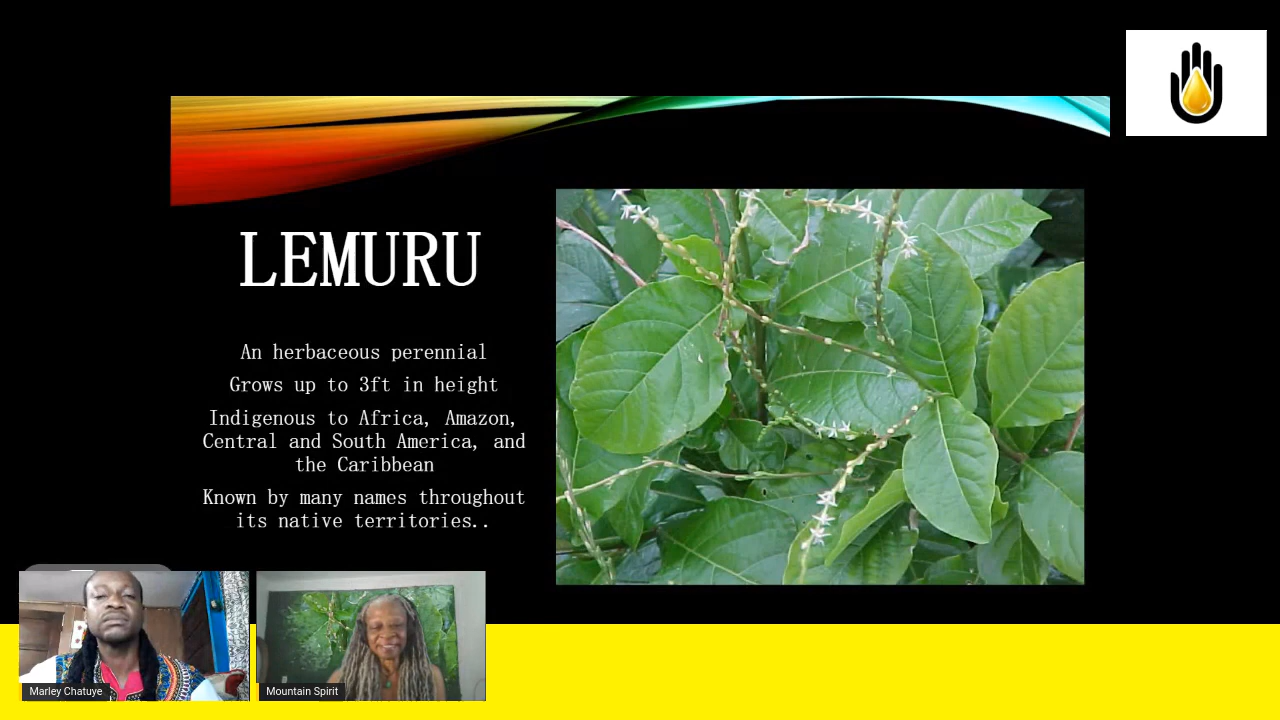 LEMURU
An herbaceous perennial
Grows up to 3ft in height
Indigenous to Africa, Amazon,
Central and South America, and
the Caribbean
Known by many names throughout
its native territories..
Marley Chatuye
Mountain Spirit